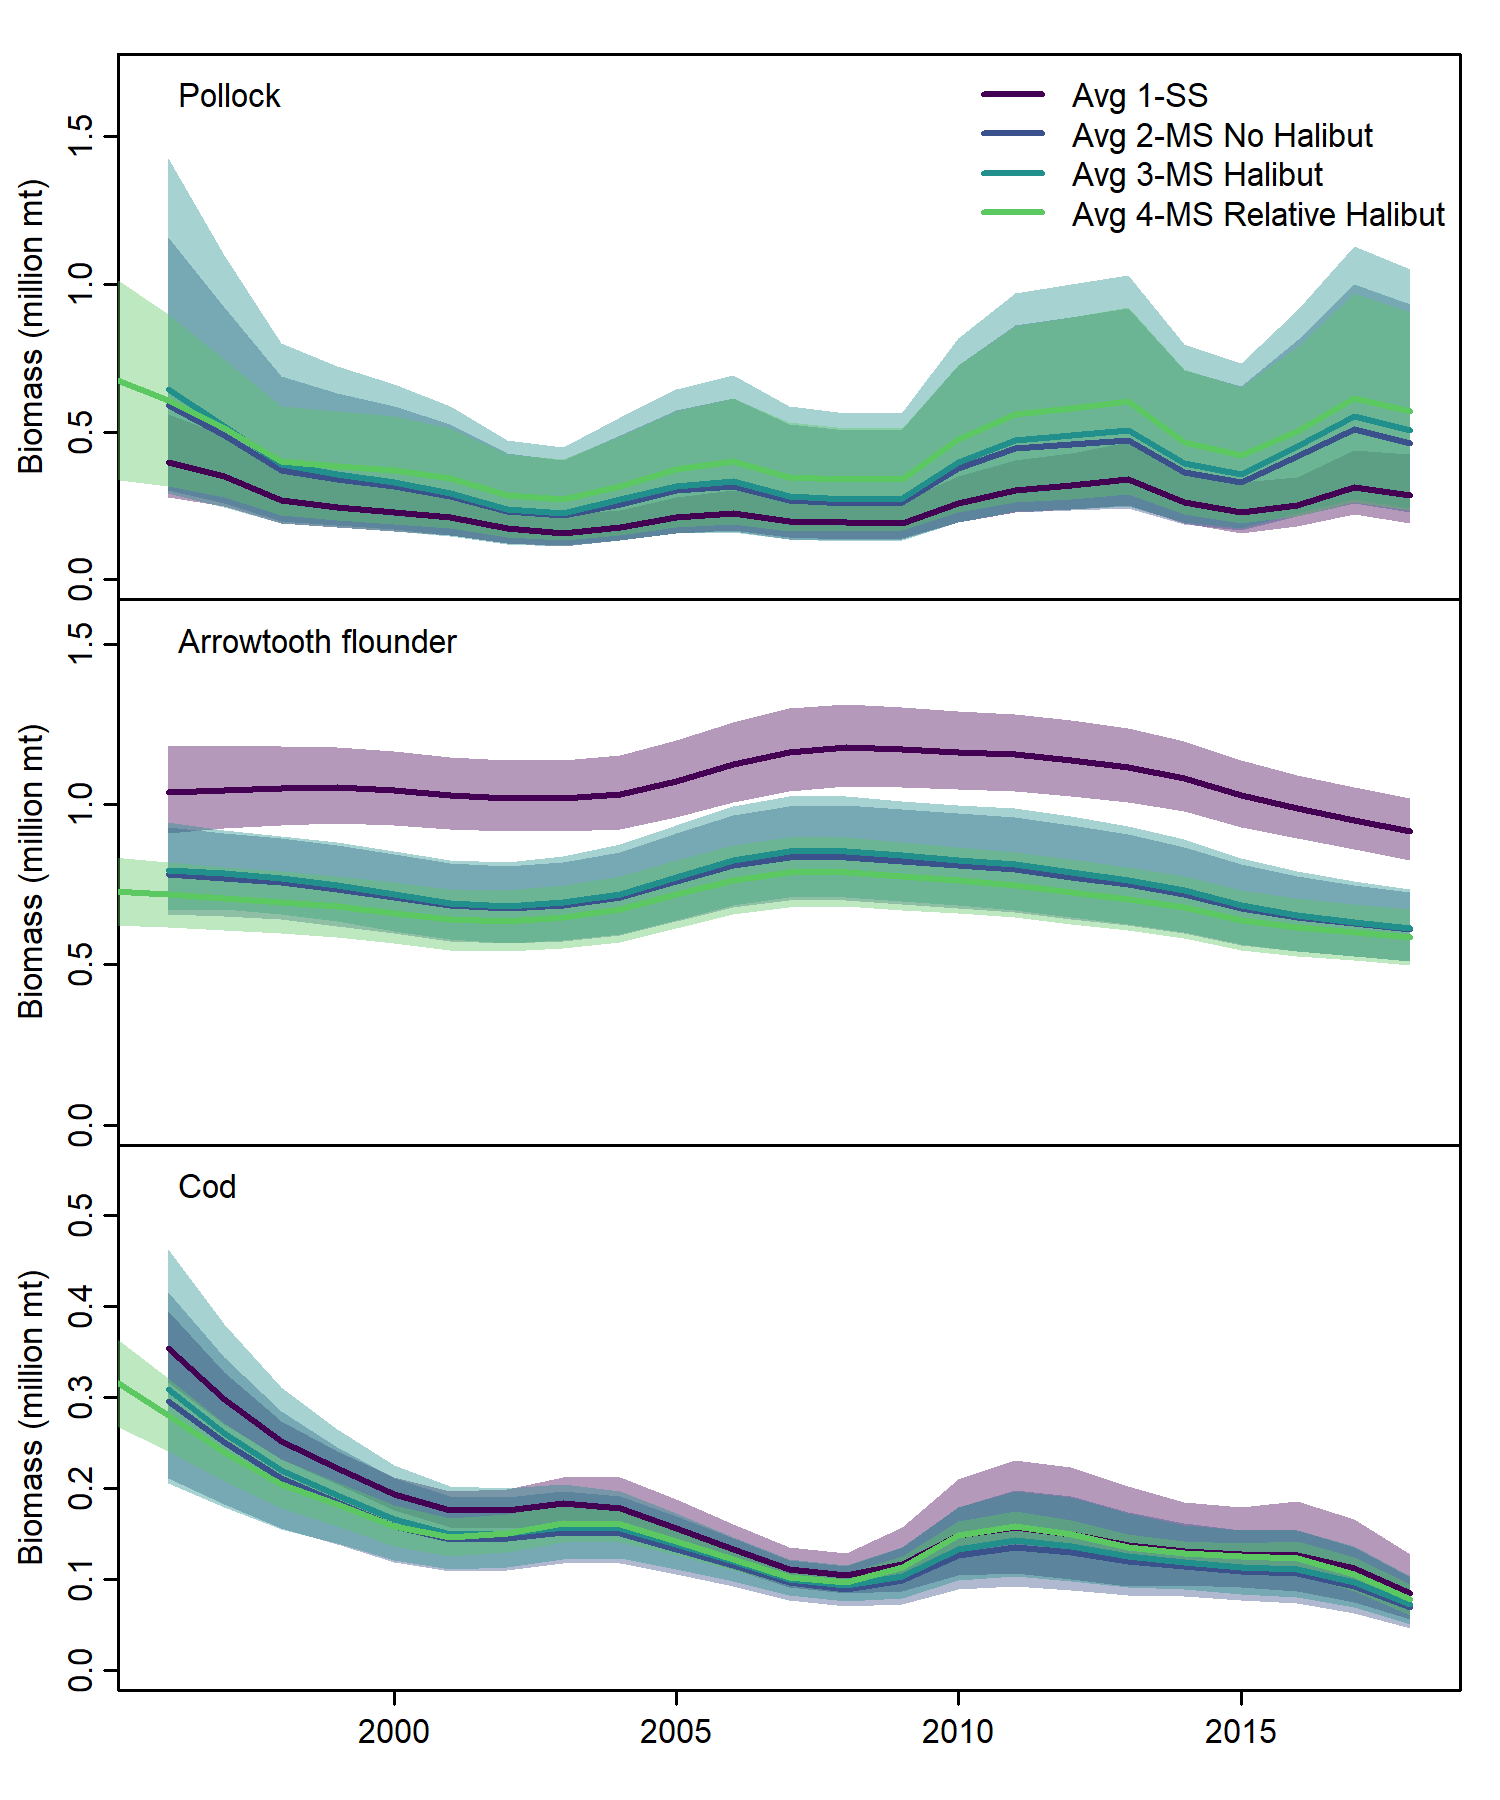 Pollock
Avg 1-SS
Avg 2-MS No Halibut
Avg 3-MS Halibut
Avg 4-MS Relative Halibut
Biomass (million mt)
1.5
1.0
0.5
0.0
Arrowtooth flounder
Biomass (million mt)
1.5
1.0
0.5
0.0
Cod
Biomass (million mt)
0.5
0.4
0.3
0.2
0.1
0.0
2000 2005 2010 2015